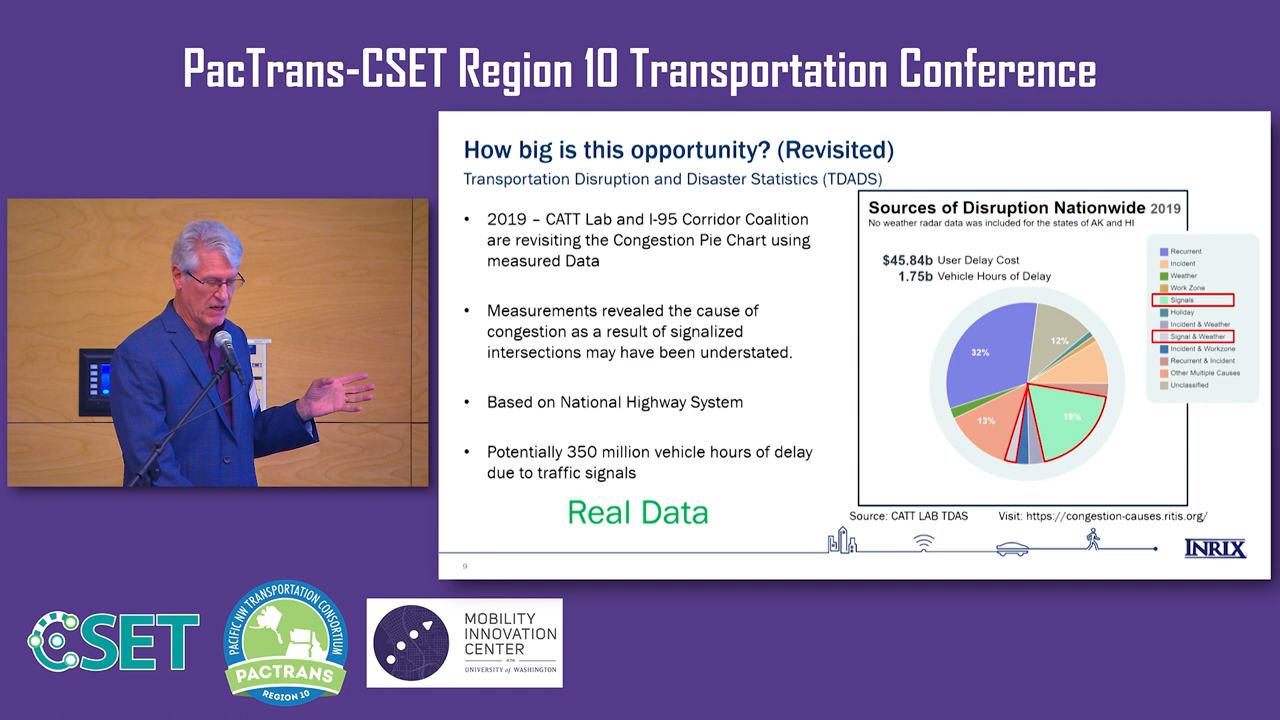 PacTrans-CSET Region 10 Transportation Conference
How big is this opportunity? (Revisited)
Transportation Disruption and Disaster Statistics (TDADS)
• 2019 – CATT Lab and I-95 Corridor Coalition
are revisiting the Congestion Pie Chart using
measured Data
• Measurements revealed the cause of
congestion as a result of signalized
intersections may have been understated.
• Based on National Highway System
• Potentially 350 million vehicle hours of delay
due to traffic signals
Real Data
Sources of Disruption Nationwide 2019
No weather radar data was included for the states of AK and HI
$45.84b User Delay Cost
1.75b Vehicle Hours of Delay
32%
12%
19%
13%
Recurrent
Incident
Weather
Work Zone
Signals
Holiday
Incident & Weather
Signal & Weather
Incident & Workzone
Recurrent & Incident
Other Multiple Causes
Unclassified
Source: CATT LAB TDAS Visit: https://congestion-causes.ritis.org/
INRIX
9
CSET
PACIFIC NW TRANSPORTATION CONSORTIUM
PACTRANS
REGION 10
MOBILITY
INNOVATION
CENTER
UNIVERSITY of WASHINGTON